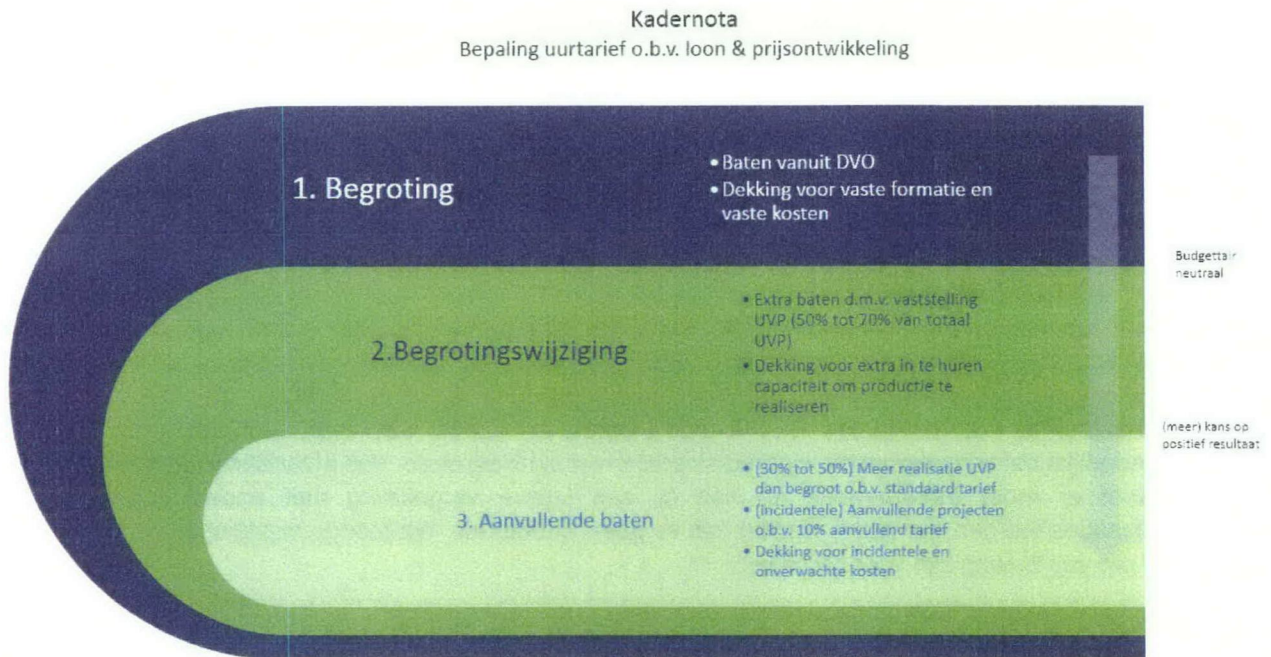 Kadernota
Bepaling uurtarief o.b.v. loon & prijsontwikkeling
1. Begroting
• Baten vanuit DVO
• Dekking voor vaste formatie en
vaste kosten
Budgettair
neutraal
2.Begrotingswijziging
• Extra baten d.m.v. vaststelling
UVP (50% tot 70% van totaal
UVP)
• Dekking voor extra in te huren
capaciteit om productie te
realiseren
(meer) kans op
positief resultaat
3. Aanvullende baten
• (30% tot 50%) Meer realisatie UVP
dan begroot o.b.v. standaard tarief
• (Incidentele) Aanvullende projecten
o.b.v. 10% aanvullend tarief
• Dekking voor incidentele en
onverwachte kosten